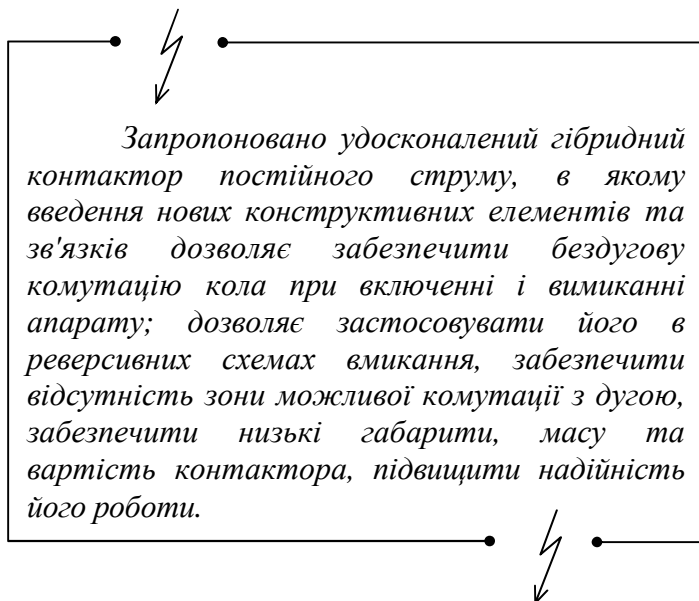 Запропоновано удосконалений гібридний
контактор постійного струму, в якому
введення нових конструктивних елементів та
зв'язків дозволяє забезпечити бездугову
комутацію кола при включенні і вимиканні
апарату; дозволяє застосовувати його в
реверсивних схемах вмикання, забезпечити
відсутність зони можливої комутації з дугою,
забезпечити низькі габарити, масу та
вартість контактора, підвищити надійність
його роботи.